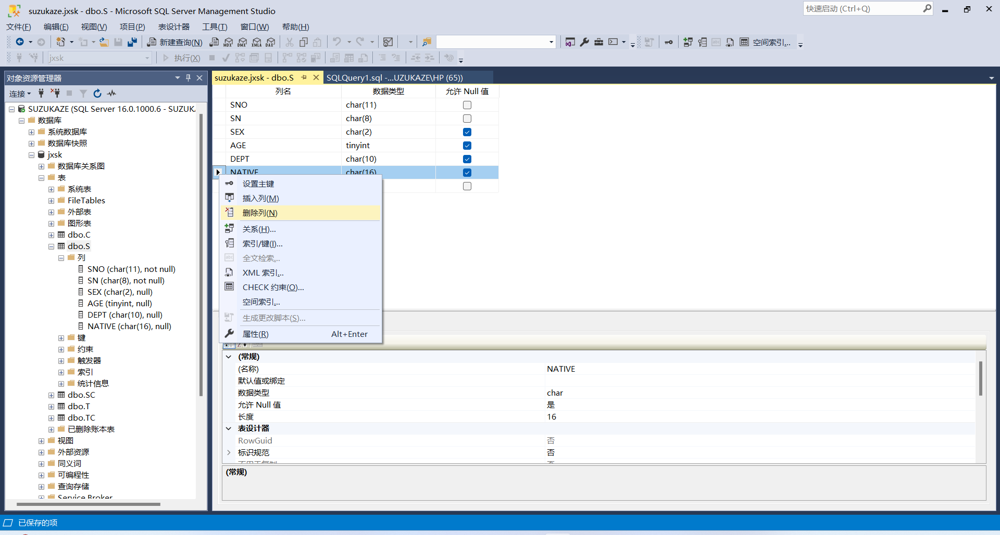 suzukaze.jxsk - dbo.S - Microsoft SQL Server Management Studio
快速启动 (Ctrl+Q)
文件(F) 编辑(E) 视图(V) 项目(P) 表设计器 工具(T) 窗口(W) 帮助(H)
新建查询(N) MDX DMX XMLA DAX 空间索引...
jxsk 执行(X)
对象资源管理器
连接
SUZUKAZE (SQL Server 16.0.1000.6 - SUZUK
数据库
系统数据库
数据库快照
jxsk
数据库关系图
表
系统表
FileTables
外部表
图形表
dbo.C
dbo.S
列
SNO (char(11), not null)
SN (char(8), not null)
SEX (char(2), null)
AGE (tinyint, null)
DEPT (char(10), null)
NATIVE (char(16), null)
键
约束
触发器
索引
统计信息
dbo.SC
dbo.T
dbo.TC
已删除账本表
视图
外部资源
同义词
可编程性
查询存储
Service Broker
suzukaze.jxsk - dbo.S
SQLQuery1.sql -...UZUKAZE\HP (65))
列名 数据类型 允许 Null 值
SNO char(11)
SN char(8)
SEX char(2)
AGE tinyint
DEPT char(10)
NATIVE char(16)
设置主键
插入列(M)
删除列(N)
关系(H)...
索引/键(I)...
abc 全文检索...
XML 索引...
CHECK 约束(O)...
空间索引...
生成更改脚本(S)...
属性(R) Alt+Enter
(常规)
(名称) NATIVE
默认值或绑定
数据类型 char
允许 Null 值 是
长度 16
表设计器
RowGuid 否
标识规范 否
不用于复制 否
(常规)
已保存的项